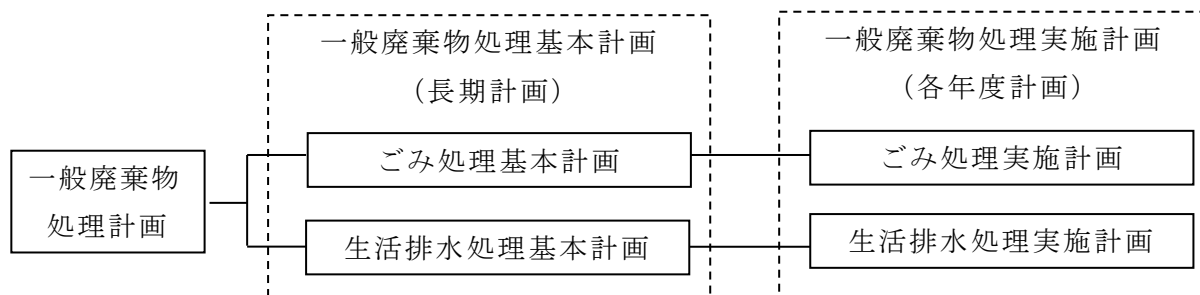 一般廃棄物処理基本計画
（長期計画）
一般廃棄物処理実施計画
（各年度計画）
一般廃棄物
処理計画
ごみ処理基本計画
ごみ処理実施計画
生活排水処理基本計画
生活排水処理実施計画